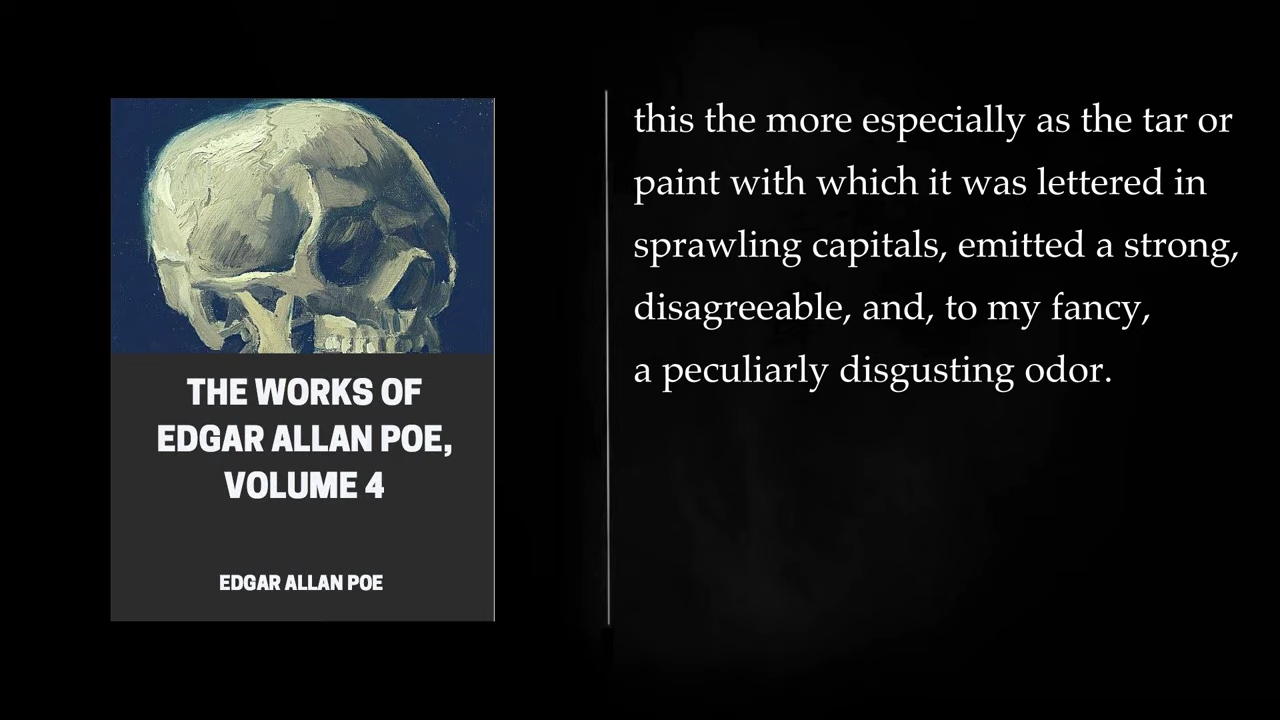 THE WORKS OF
EDGAR ALLAN POE,
VOLUME 4
EDGAR ALLAN POE
this the more especially as the tar or
paint with which it was lettered in
sprawling capitals, emitted a strong,
disagreeable, and, to my fancy,
a peculiarly disgusting odor.